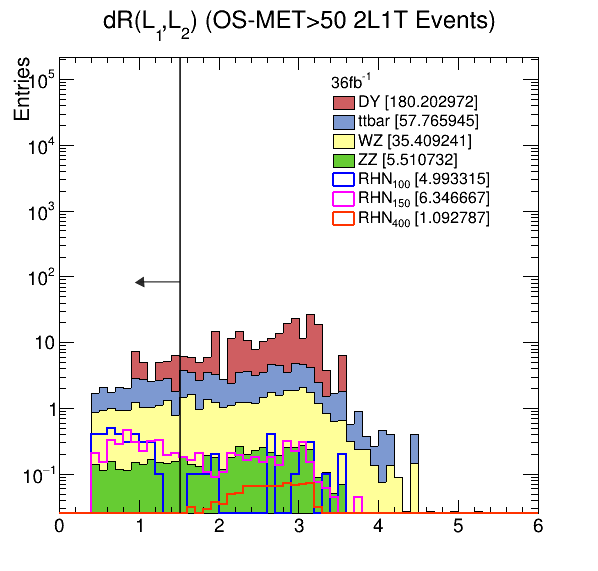 dR(L₁,L₂) (OS-MET>50 2L1T Events)
Entries
36fb⁻¹
DY [180.202972]
ttbar [57.765945]
WZ [35.409241]
ZZ [5.510732]
RHN₁₀₀ [4.993315]
RHN₁₅₀ [6.346667]
RHN₄₀₀ [1.092787]
10⁵
10⁴
10³
10²
10
1
10⁻¹
0 1 2 3 4 5 6